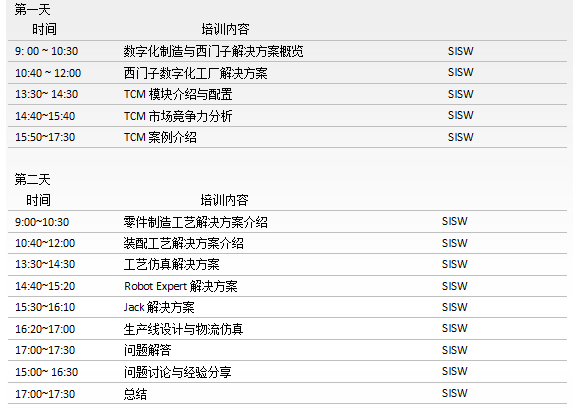 第一天
时间 培训内容
9: 00 ~ 10:30 数字化制造与西门子解决方案概览 SISW
10:40 ~ 12:00 西门子数字化工厂解决方案 SISW
13:30~ 14:30 TCM 模块介绍与配置 SISW
14:40~15:40 TCM 市场竞争力分析 SISW
15:50~17:30 TCM 案例介绍 SISW
第二天
时间 培训内容
9:00~10:30 零件制造工艺解决方案介绍 SISW
10:40~12:00 装配工艺解决方案介绍 SISW
13:30~14:30 工艺仿真解决方案 SISW
14:40~15:20 Robot Expert 解决方案 SISW
15:30~16:10 Jack 解决方案 SISW
16:20~17:00 生产线设计与物流仿真 SISW
17:00~17:30 问题解答 SISW
15:00~ 16:30 问题讨论与经验分享 SISW
17:00~17:30 总结 SISW